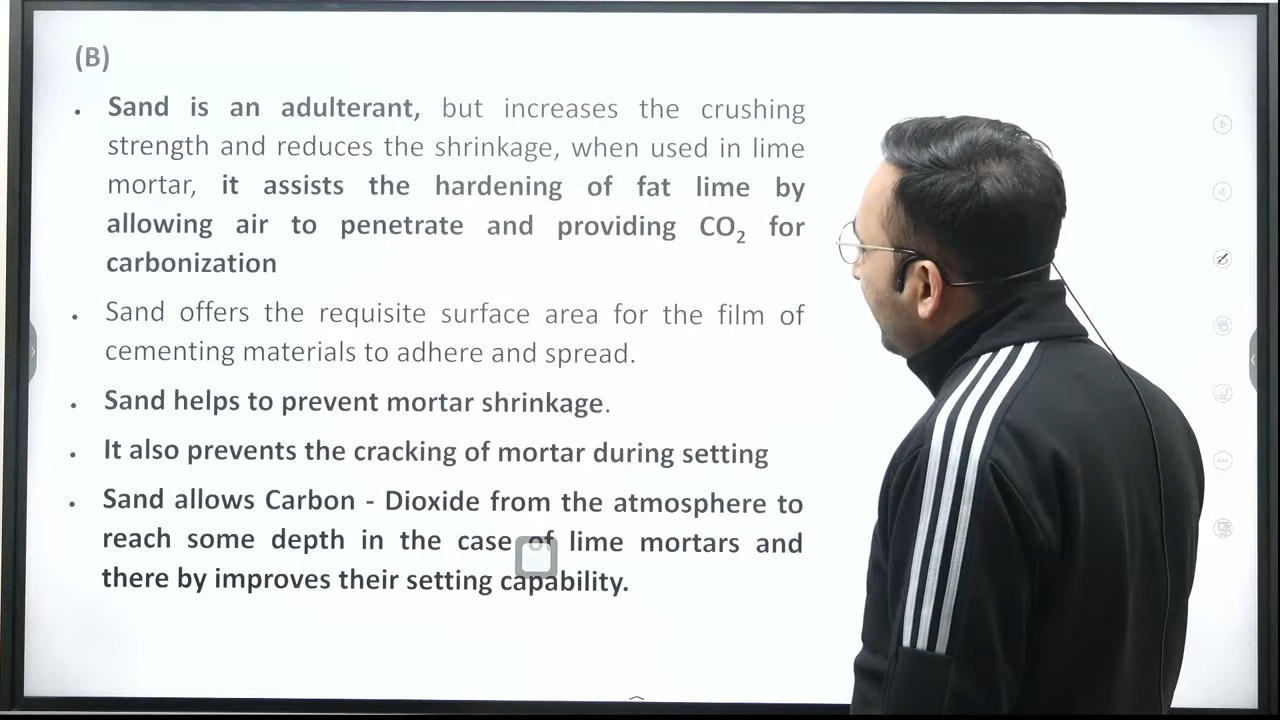 (B)
• Sand is an adulterant, but increases the crushing
strength and reduces the shrinkage, when used in lime
mortar, it assists the hardening of fat lime by
allowing air to penetrate and providing CO₂ for
carbonization
• Sand offers the requisite surface area for the film of
cementing materials to adhere and spread.
• Sand helps to prevent mortar shrinkage.
• It also prevents the cracking of mortar during setting
• Sand allows Carbon - Dioxide from the atmosphere to
reach some depth in the case of lime mortars and
there by improves their setting capability.